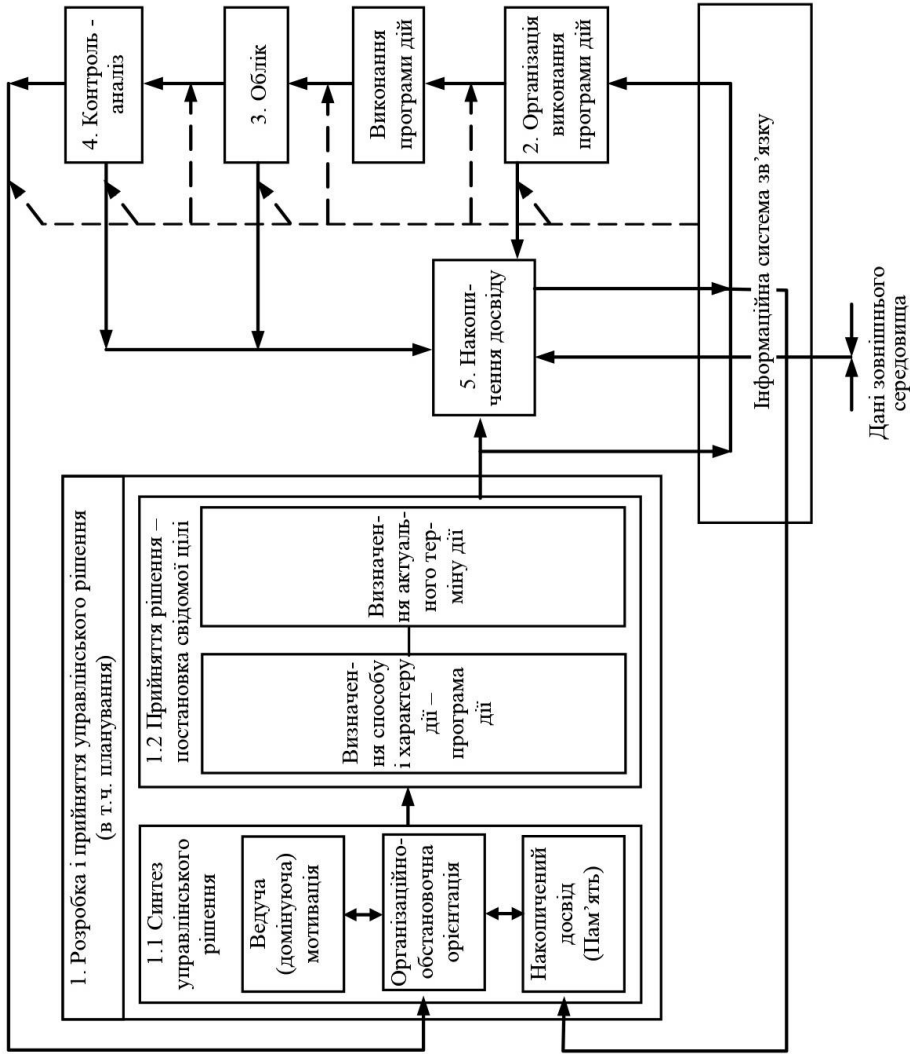 1. Розробка і прийняття управлінського рішення
(в т.ч. планування)
1.1 Синтез
управлінського
рішення
Ведуча
(домінуюча)
мотивація
Організаційно-
обстановочна
орієнтація
Накопичений
досвід
(Пам’ять)
1.2 Прийняття рішення –
постановка свідомої цілі
Визначен-
ня способу
і характеру
дії –
програма
дії
Визначен-
ня актуаль-
ного тер-
міну дії
5. Накопи-
чення досвіду
4. Контроль -
аналіз
3. Облік
Виконання
програми дій
2. Організація
виконання
програми дій
Інформаційна система зв’язку
Дані зовнішнього
середовища